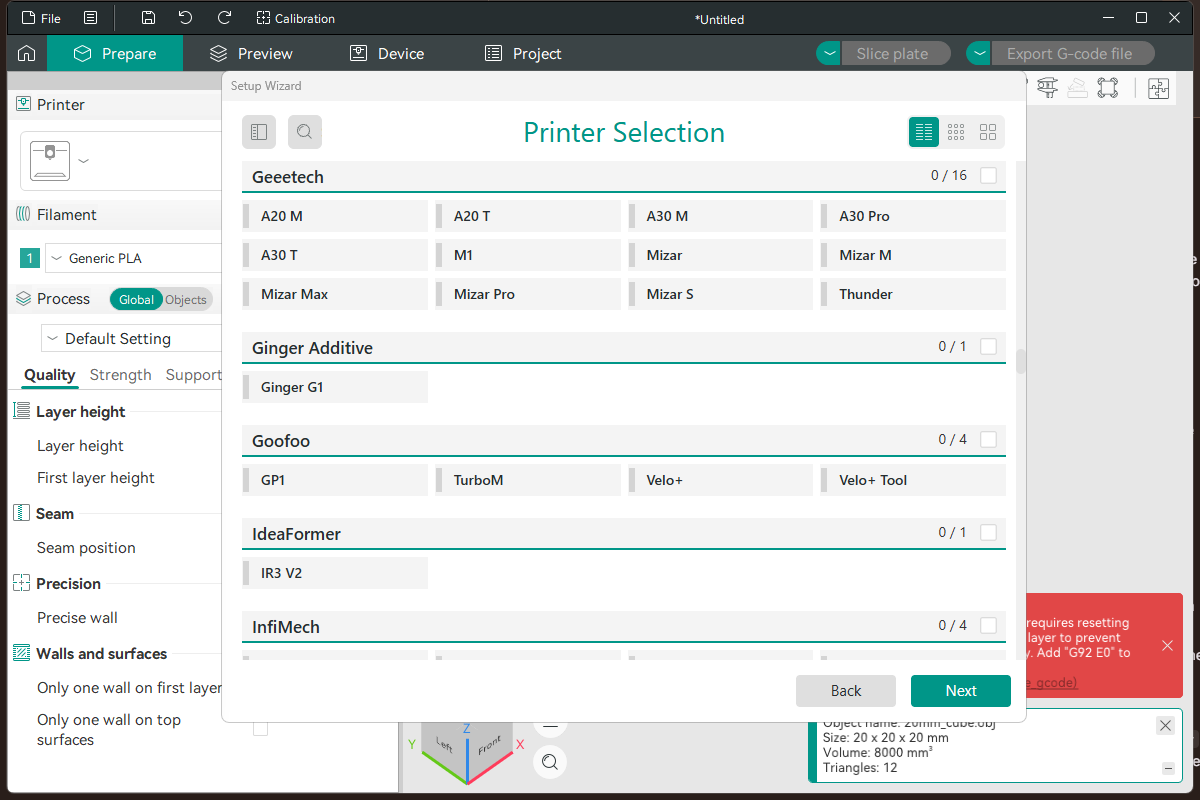 File
Calibration
*Untitled
Prepare
Preview
Device
Project
Slice plate
Export G-code file
Setup Wizard
Printer Selection
Printer
Filament
1
Generic PLA
Process
Global
Objects
Default Setting
Quality
Strength
Support
Layer height
Layer height
First layer height
Seam
Seam position
Precision
Precise wall
Walls and surfaces
Only one wall on first layer
Only one wall on top
surfaces
Geeetech
0 / 16
A20 M
A20 T
A30 M
A30 Pro
A30 T
M1
Mizar
Mizar M
Mizar Max
Mizar Pro
Mizar S
Thunder
Ginger Additive
0 / 1
Ginger G1
Goofoo
0 / 4
GP1
TurboM
Velo+
Velo+ Tool
IdeaFormer
0 / 1
IR3 V2
InfiMech
0 / 4
Back
Next
requires resetting
layer to prevent
. Add "G92 E0" to
e_gcode)
Object name: 20mm_cube.obj
Size: 20 x 20 x 20 mm
Volume: 8000 mm³
Triangles: 12
Z
Y
X
Left
Front